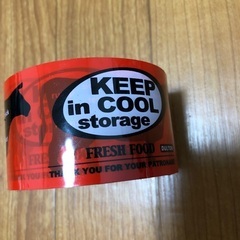 KEEP
in COOL
storage
FRESH FOOD
THANK YOU FOR YOUR